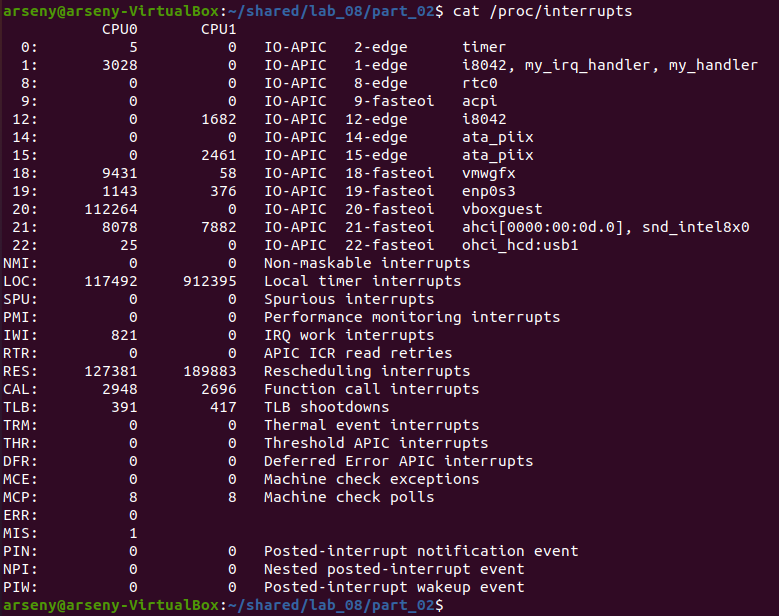 arseny@arseny-VirtualBox:~/shared/lab_08/part_02$ cat /proc/interrupts
           CPU0       CPU1
  0:          5          0   IO-APIC   2-edge      timer
  1:       3028          0   IO-APIC   1-edge      i8042, my_irq_handler, my_handler
  8:          0          0   IO-APIC   8-edge      rtc0
  9:          0          0   IO-APIC   9-fasteoi   acpi
 12:          0       1682   IO-APIC  12-edge      i8042
 14:          0          0   IO-APIC  14-edge      ata_piix
 15:          0       2461   IO-APIC  15-edge      ata_piix
 18:       9431         58   IO-APIC  18-fasteoi   vmwgfx
 19:       1143        376   IO-APIC  19-fasteoi   enp0s3
 20:     112264          0   IO-APIC  20-fasteoi   vboxguest
 21:       8078       7882   IO-APIC  21-fasteoi   ahci[0000:00:0d.0], snd_intel8x0
 22:         25          0   IO-APIC  22-fasteoi   ohci_hcd:usb1
NMI:          0          0   Non-maskable interrupts
LOC:     117492     912395   Local timer interrupts
SPU:          0          0   Spurious interrupts
PMI:          0          0   Performance monitoring interrupts
IWI:        821          0   IRQ work interrupts
RTR:          0          0   APIC ICR read retries
RES:     127381     189883   Rescheduling interrupts
CAL:       2948       2696   Function call interrupts
TLB:        391        417   TLB shootdowns
TRM:          0          0   Thermal event interrupts
THR:          0          0   Threshold APIC interrupts
DFR:          0          0   Deferred Error APIC interrupts
MCE:          0          0   Machine check exceptions
MCP:          8          8   Machine check polls
ERR:          0
MIS:          1
PIN:          0          0   Posted-interrupt notification event
NPI:          0          0   Nested posted-interrupt event
PIW:          0          0   Posted-interrupt wakeup event
arseny@arseny-VirtualBox:~/shared/lab_08/part_02$